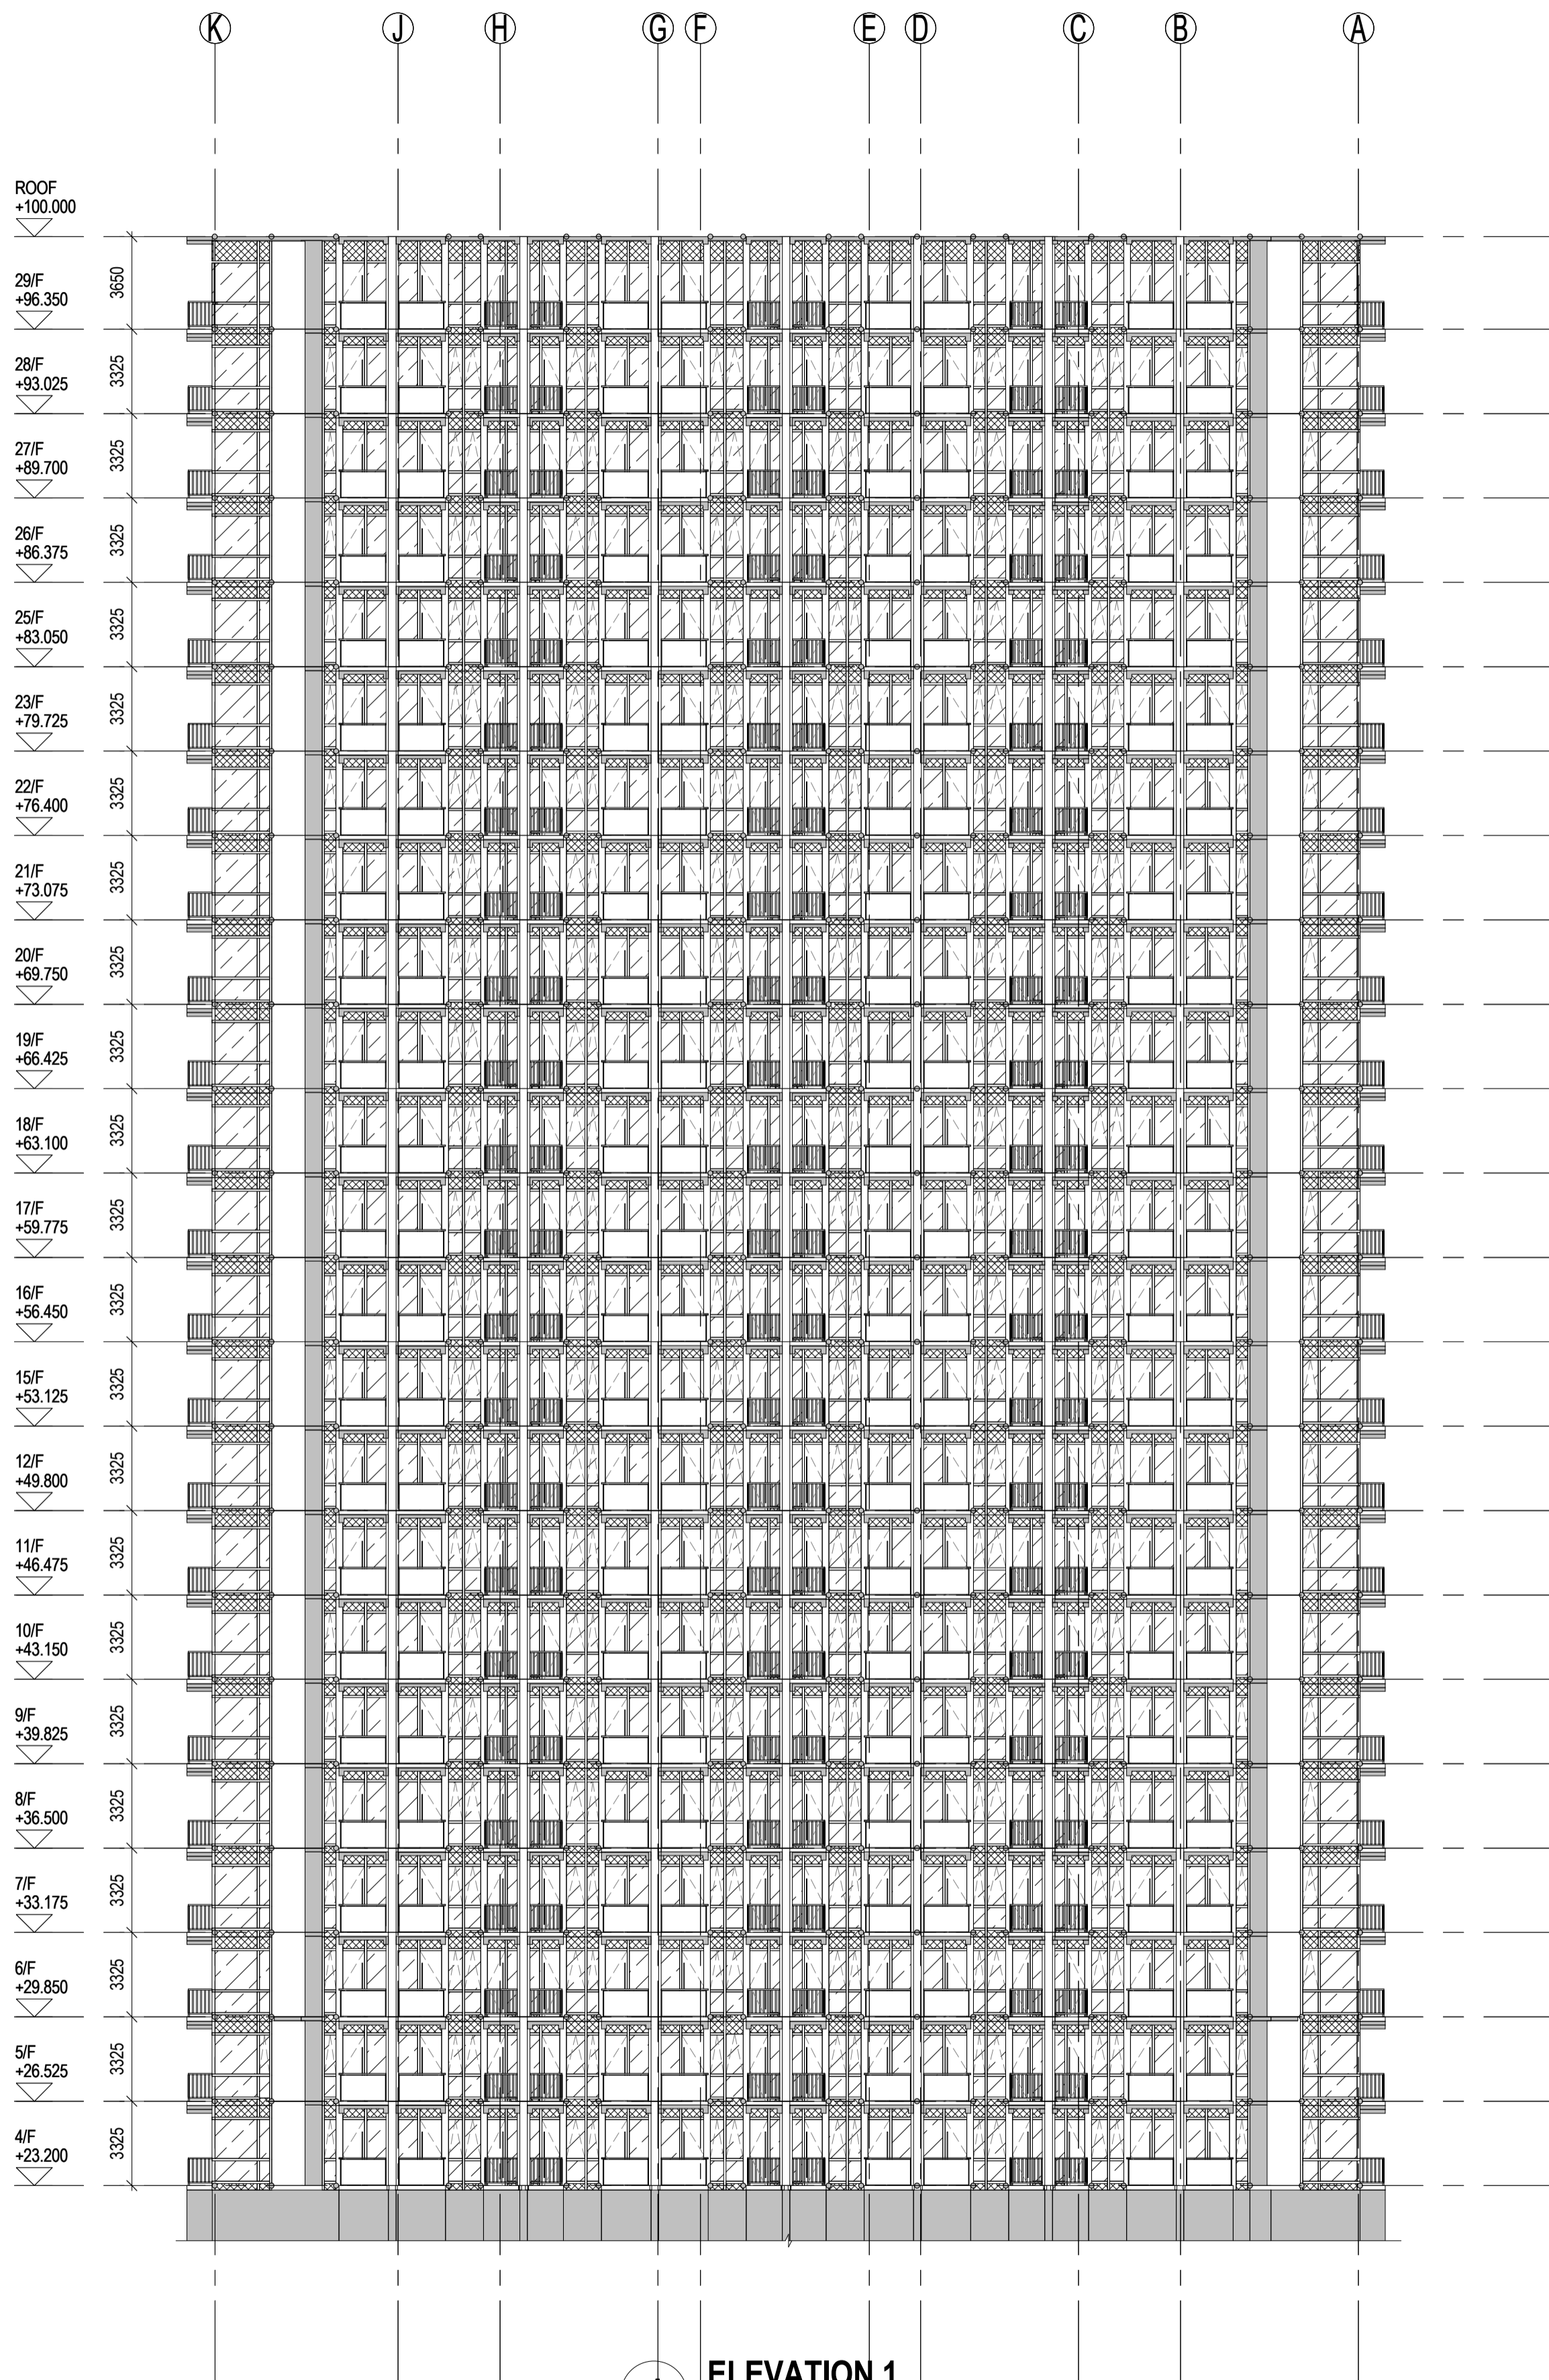 K J H G F E D C B A
ROOF
+100.000
3650
29/F
+96.350
3325
28/F
+93.025
3325
27/F
+89.700
3325
26/F
+86.375
3325
25/F
+83.050
3325
23/F
+79.725
3325
22/F
+76.400
3325
21/F
+73.075
3325
20/F
+69.750
3325
19/F
+66.425
3325
18/F
+63.100
3325
17/F
+59.775
3325
16/F
+56.450
3325
15/F
+53.125
3325
12/F
+49.800
3325
11/F
+46.475
3325
10/F
+43.150
3325
9/F
+39.825
3325
8/F
+36.500
3325
7/F
+33.175
3325
6/F
+29.850
3325
5/F
+26.525
3325
4/F
+23.200
ELEVATION 1